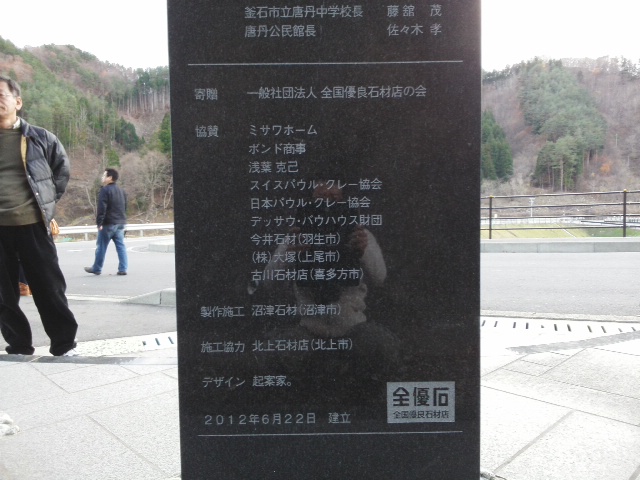 釜石市立唐丹中学校長 藤舘 茂
唐丹公民館長 佐々木 孝
寄贈 一般社団法人 全国優良石材店の会
協賛 ミサワホーム
ボンド商事
浅葉 克己
スイスパウル・クレー協会
日本パウル・クレー協会
デッサウ・バウハウス財団
今井石材(羽生市)
(株)大塚(上尾市)
古川石材店(喜多方市)
製作施工 沼津石材(沼津市)
施工協力 北上石材店(北上市)
デザイン 起案家。
2012年6月22日 建立
全優石
全国優良石材店